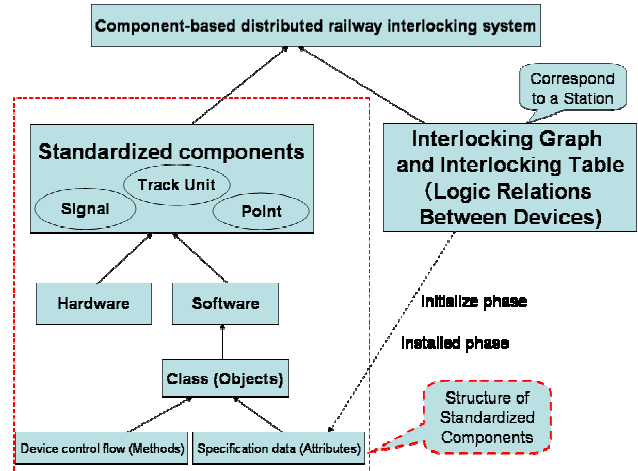 Component-based distributed railway interlocking system
Correspond
to a Station
Standardized components
Track Unit
Signal
Point
Interlocking Graph
and Interlocking Table
(Logic Relations
Between Devices)
Hardware
Software
Initialize phase
Installed phase
Class (Objects)
Structure of
Standardized
Components
Device control flow (Methods)
Specification data (Attributes)